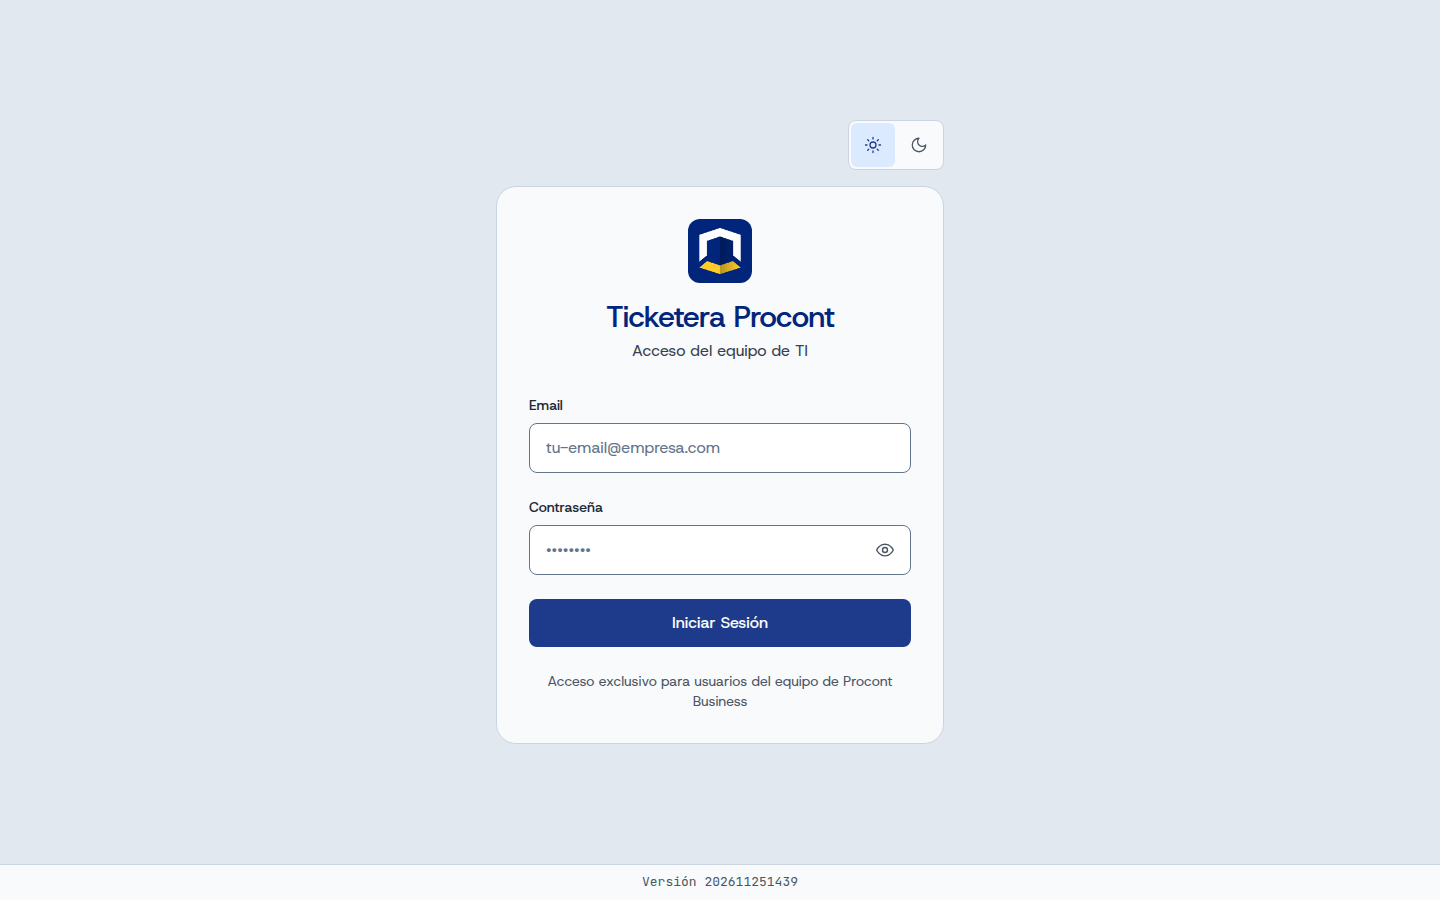 Ticketera Procont
Acceso del equipo de TI
Email
tu-email@empresa.com
Contraseña
••••••••
Iniciar Sesión
Acceso exclusivo para usuarios del equipo de Procont
Business
Versión 202611251439